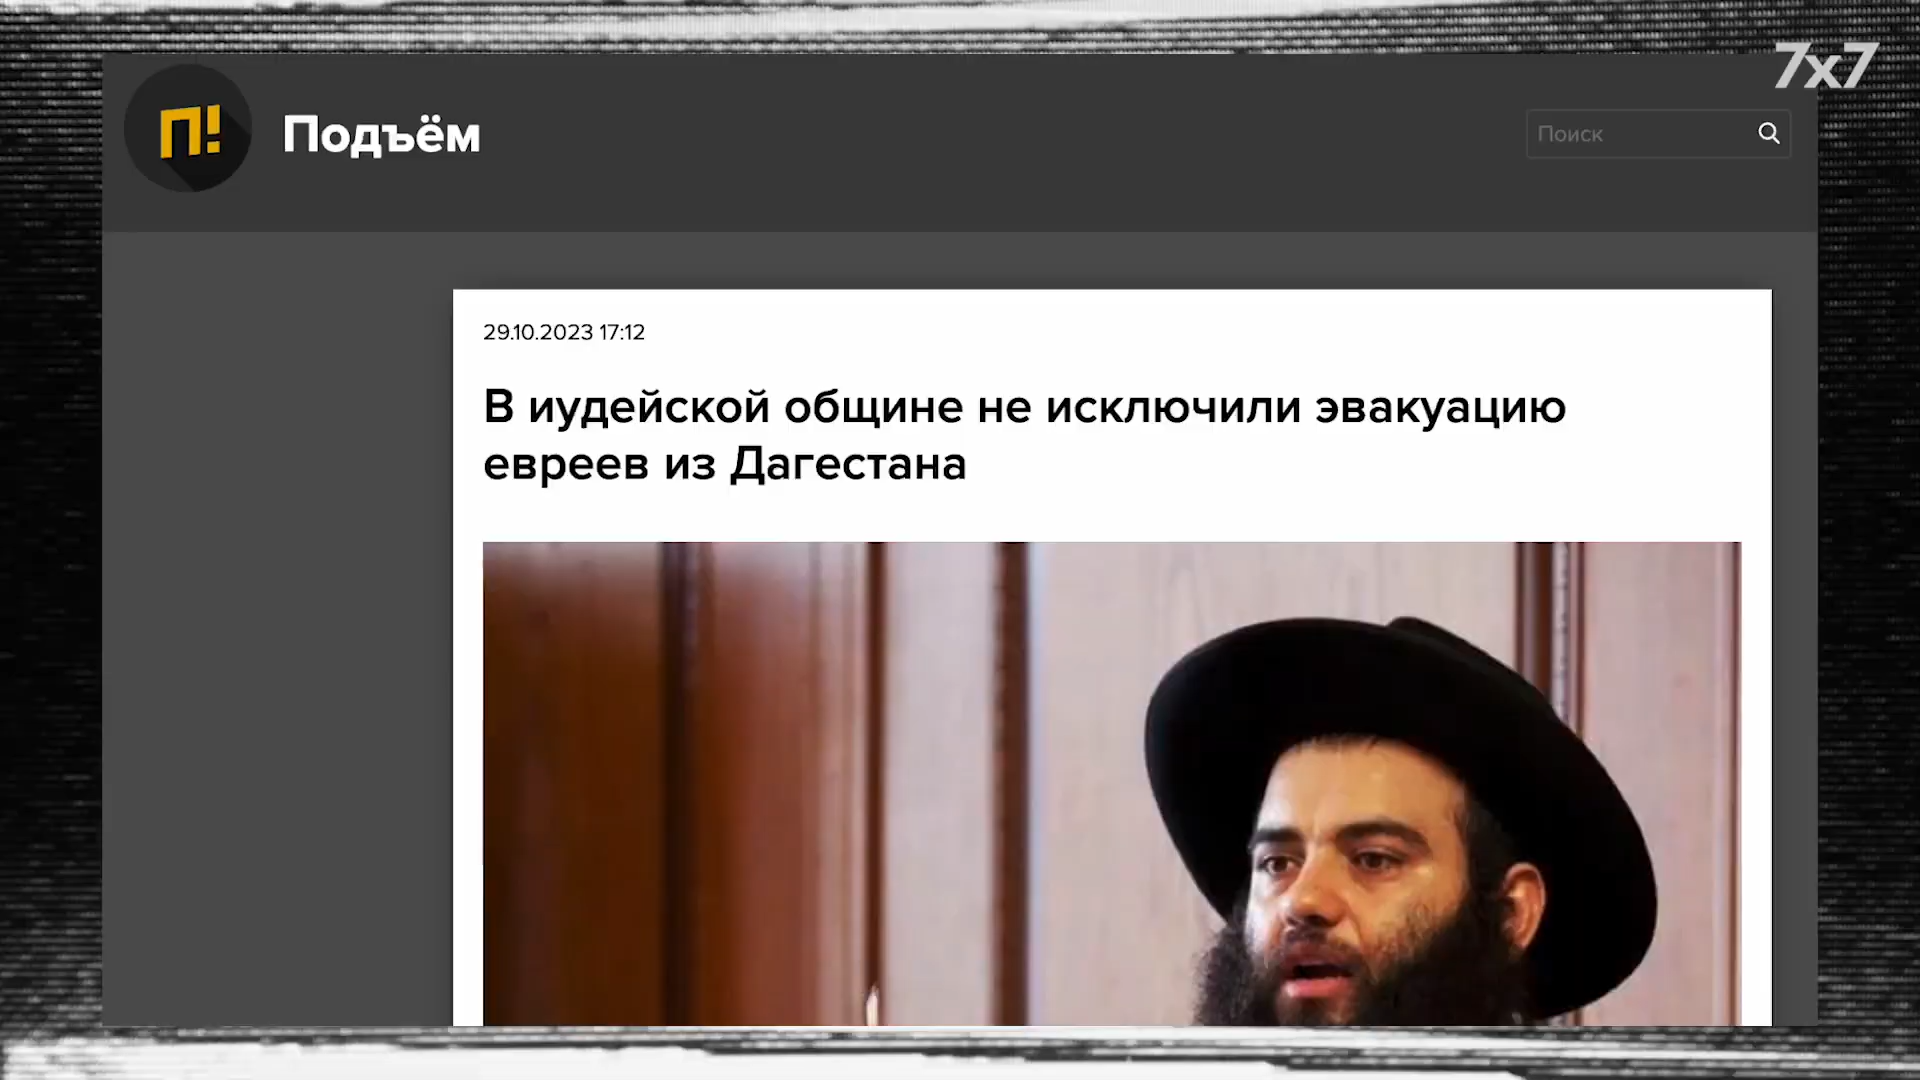 7x7
П!
Подъём
Поиск
29.10.2023 17:12
В иудейской общине не исключили эвакуацию
евреев из Дагестана